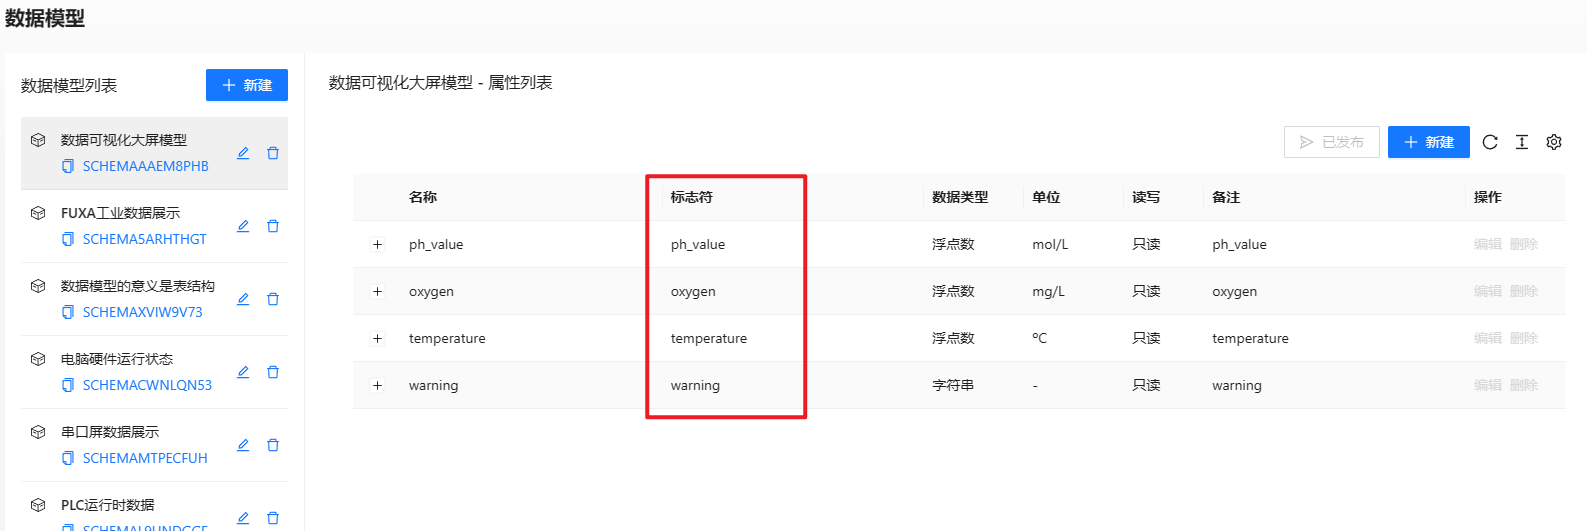 数据模型
数据模型列表
新建
数据可视化大屏模型
SCHEMAAAEM8PHB
FUXA工业数据展示
SCHEMA5ARHTHGT
数据模型的意义是表结构
SCHEMAXVIW9V73
电脑硬件运行状态
SCHEMACWNLQN53
串口屏数据展示
SCHEMAMTPECFUH
PLC运行时数据
数据可视化大屏模型 - 属性列表
已发布 新建
名称 标志符 数据类型 单位 读写 备注 操作
ph_value ph_value 浮点数 mol/L 只读 ph_value 编辑 删除
oxygen oxygen 浮点数 mg/L 只读 oxygen 编辑 删除
temperature temperature 浮点数 ℃ 只读 temperature 编辑 删除
warning warning 字符串 - 只读 warning 编辑 删除